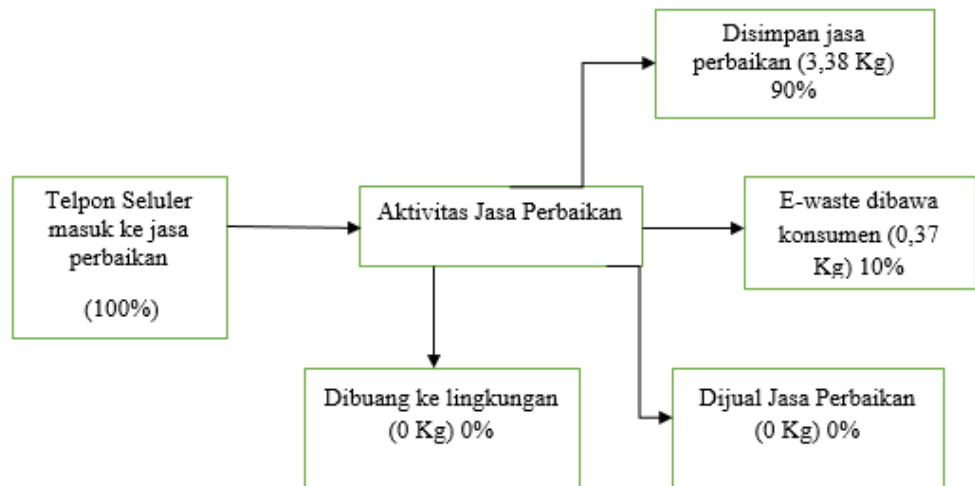 Disimpan jasa
perbaikan (3,38 Kg)
90%
Telpon Seluler
masuk ke jasa
perbaikan
(100%)
Aktivitas Jasa Perbaikan
E-waste dibawa
konsumen (0,37
Kg) 10%
Dibuang ke lingkungan
(0 Kg) 0%
Dijual Jasa Perbaikan
(0 Kg) 0%